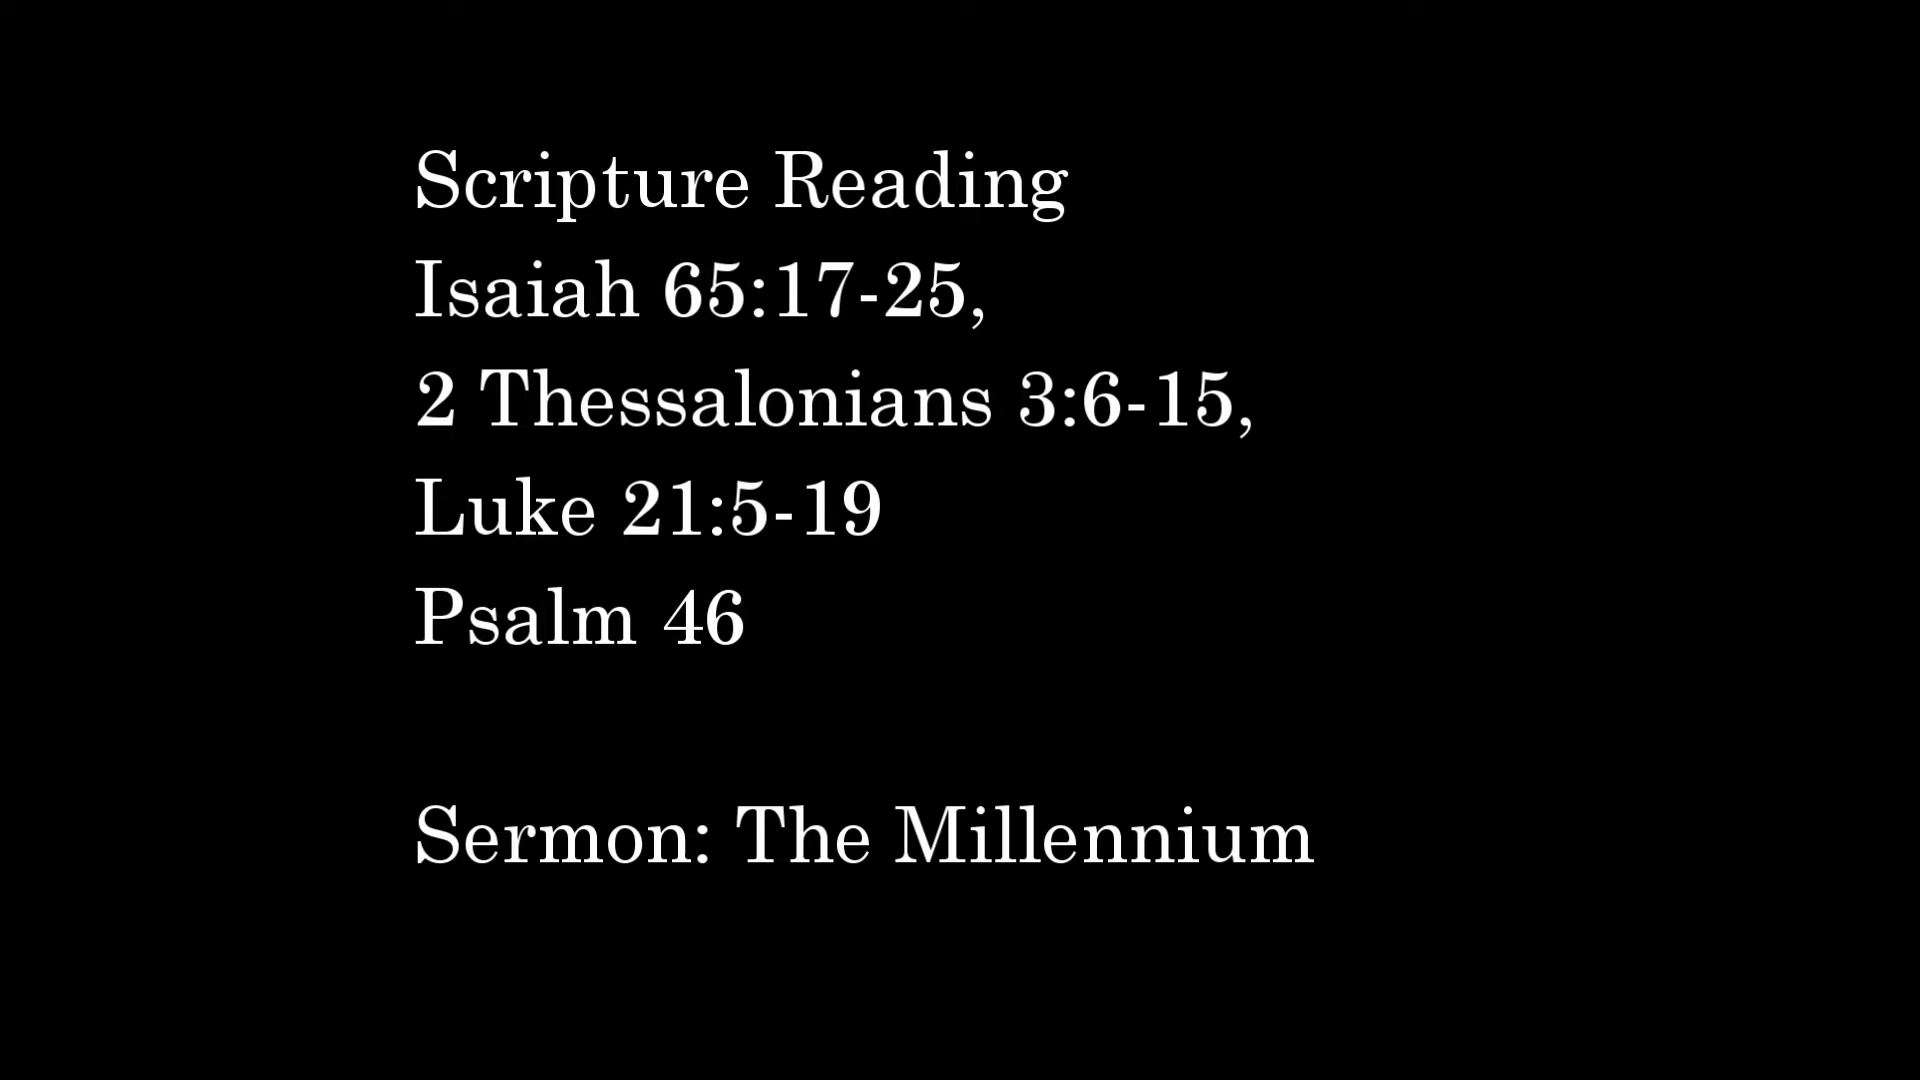 Scripture Reading
Isaiah 65:17-25,
2 Thessalonians 3:6-15,
Luke 21:5-19
Psalm 46
Sermon: The Millennium